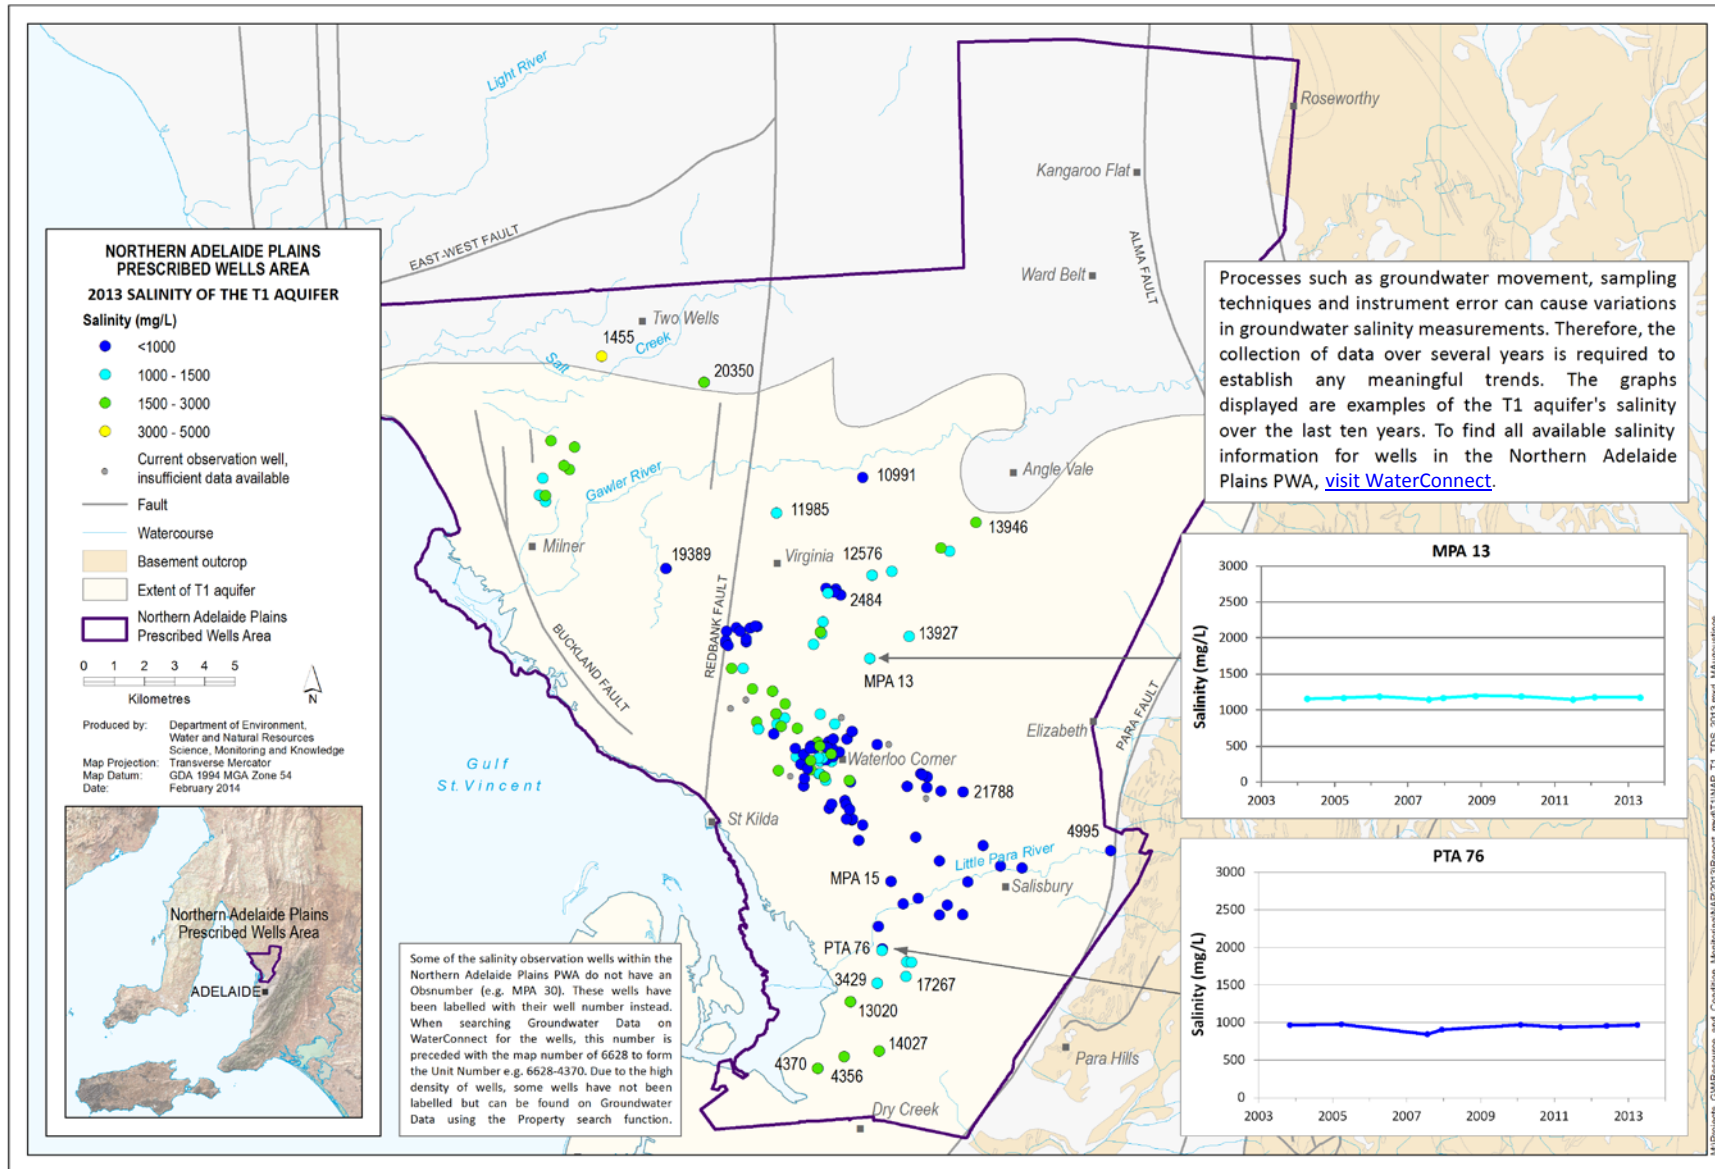 NORTHERN ADELAIDE PLAINS
PRESCRIBED WELLS AREA
2013 SALINITY OF THE T1 AQUIFER
Salinity (mg/L)
<1000
1000 - 1500
1500 - 3000
3000 - 5000
Current observation well,
insufficient data available
Fault
Watercourse
Basement outcrop
Extent of T1 aquifer
Northern Adelaide Plains
Prescribed Wells Area
0 1 2 3 4 5
Kilometres
N
Produced by: Department of Environment,
Water and Natural Resources
Science, Monitoring and Knowledge
Map Projection: Transverse Mercator
Map Datum: GDA 1994 MGA Zone 54
Date: February 2014
Northern Adelaide Plains
Prescribed Wells Area
ADELAIDE
Light River
Roseworthy
Kangaroo Flat
EAST-WEST FAULT
ALMA FAULT
Ward Belt
Two Wells
1455
Salt Creek
20350
Gawler River
10991
Angle Vale
11985
13946
Milner
19389
Virginia
12576
2484
REDBANK FAULT
BUCKLAND FAULT
13927
MPA 13
Elizabeth
PARA FAULT
Waterloo Corner
Gulf
St. Vincent
21788
St Kilda
4995
Little Para River
MPA 15
Salisbury
PTA 76
3429
17267
13020
14027
4370
4356
Para Hills
Dry Creek
Some of the salinity observation wells within the
Northern Adelaide Plains PWA do not have an
Obsnumber (e.g. MPA 30). These wells have
been labelled with their well number instead.
When searching Groundwater Data on
WaterConnect for the wells, this number is
preceded with the map number of 6628 to form
the Unit Number e.g. 6628-4370. Due to the high
density of wells, some wells have not been
labelled but can be found on Groundwater
Data using the Property search function.
Processes such as groundwater movement, sampling
techniques and instrument error can cause variations
in groundwater salinity measurements. Therefore, the
collection of data over several years is required to
establish any meaningful trends. The graphs
displayed are examples of the T1 aquifer's salinity
over the last ten years. To find all available salinity
information for wells in the Northern Adelaide
Plains PWA, visit WaterConnect.
MPA 13
Salinity (mg/L)
3000
2500
2000
1500
1000
500
0
2003 2005 2007 2009 2011 2013
PTA 76
Salinity (mg/L)
3000
2500
2000
1500
1000
500
0
2003 2005 2007 2009 2011 2013